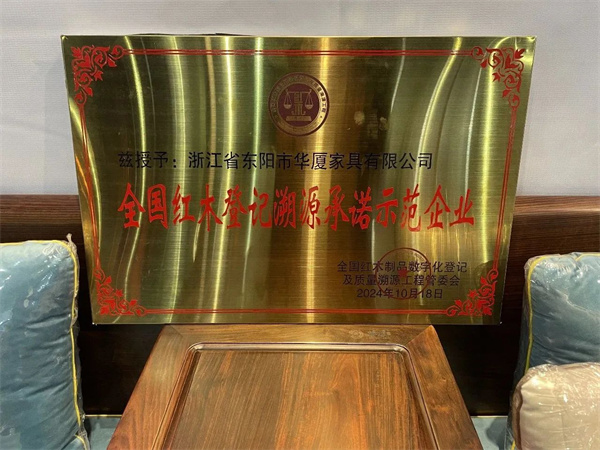 兹授予：浙江省东阳市华厦家具有限公司
全国红木登记溯源承诺示范企业
全国红木制品数字化登记
及质量溯源工程管委会
2024年10月18日